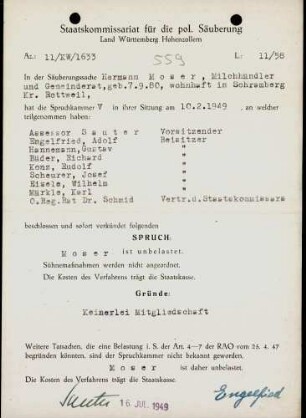 Staatskommissariat für die pol. Säuberung
Land Württemberg Hohenzollern
Az.: 11/KW/1633
559
L.: 11/58
In der Säuberungssache Hermann Moser, Milchhändler
und Gemeinderat, geb.7.9.80, wohnhaft in Schramberg
Kr. Rottweil
hat die Spruchkammer V in ihrer Sitzung am 10.2.1949 , an welcher
teilgenommen haben:
Assessor Sauter Vorsitzender
Engelfried, Adolf Beisitzer
Hannemann, Gustav "
Buder, Richard "
Kons, Rudolf "
Scheurer, Josef "
Eisele, Wilhelm "
Märkle, Karl "
O.Reg.Rat Dr. Schmid Vertr.d.Staatskommissars
beschlossen und sofort verkündet folgenden
SPRUCH:
Moser ist unbelastet.
Sühnemaßnahmen werden nicht angeordnet.
Die Kosten des Verfahrens trägt die Staatskasse.
Gründe:
Keinerlei Mitgliedschaft
Weitere Tatsachen, die eine Belastung i. S. der Art. 4—7 der RAO vom 25. 4. 47
begründen könnten, sind der Spruchkammer nicht bekannt geworden.
Moser ist daher unbelastet.
Die Kosten des Verfahrens trägt die Staatskasse.
Sauter
16. JUL. 1949
Engelfried